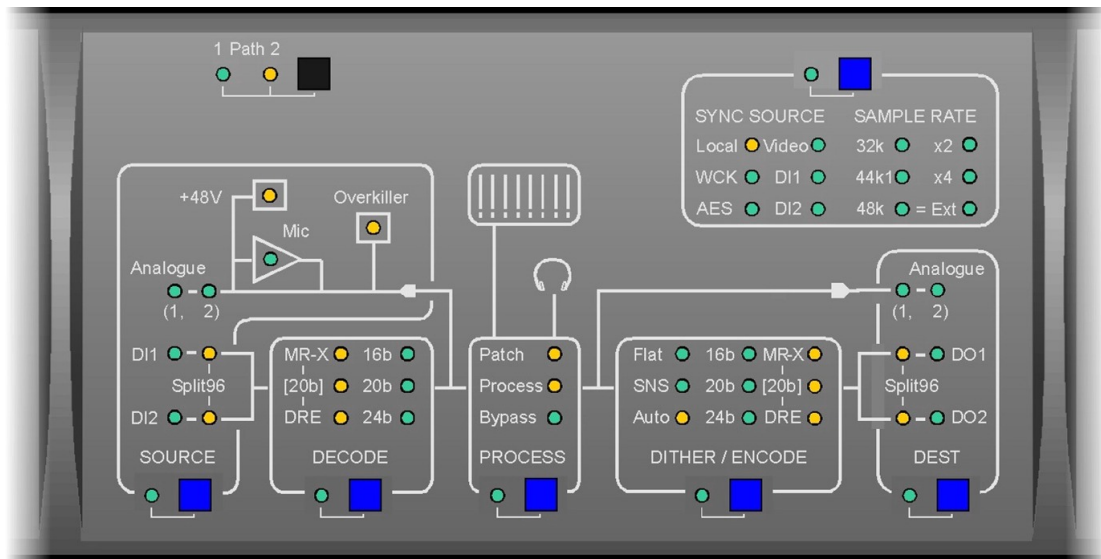 1 Path 2
SYNC SOURCE SAMPLE RATE
Local Video 32k x2
WCK DI1 44k1 x4
AES DI2 48k = Ext
+48V Overkiller
Mic
Analogue
(1, 2)
DI1
Split96
DI2
SOURCE
MR-X 16b
[20b] 20b
DRE 24b
DECODE
Patch
Process
Bypass
PROCESS
Flat 16b MR-X
SNS 20b [20b]
Auto 24b DRE
DITHER / ENCODE
Analogue
(1, 2)
DO1
Split96
DO2
DEST